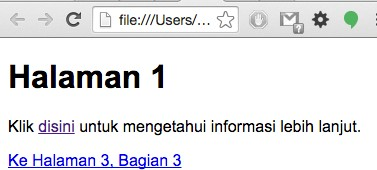 file:///Users/...
Halaman 1
Klik disini untuk mengetahui informasi lebih lanjut.
Ke Halaman 3, Bagian 3